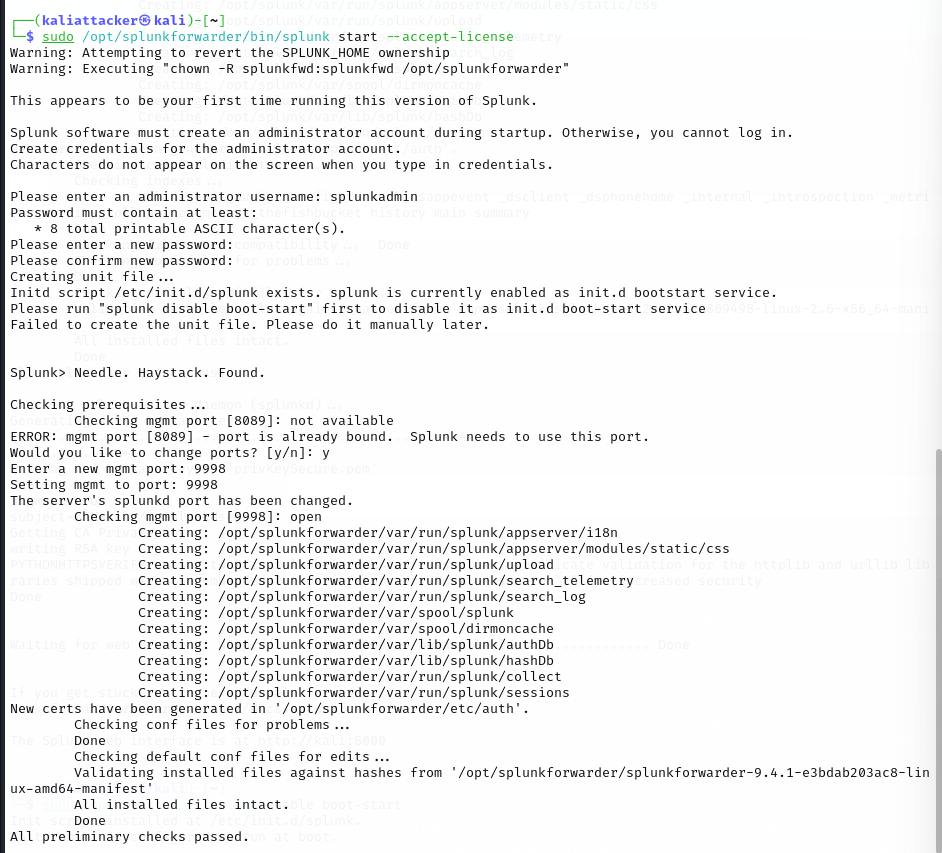 ┌──(kaliattacker㉿kali)-[~]
└─$ sudo /opt/splunkforwarder/bin/splunk start --accept-license
Warning: Attempting to revert the SPLUNK_HOME ownership
Warning: Executing "chown -R splunkfwd:splunkfwd /opt/splunkforwarder"
This appears to be your first time running this version of Splunk.
Splunk software must create an administrator account during startup. Otherwise, you cannot log in.
Create credentials for the administrator account.
Characters do not appear on the screen when you type in credentials.
Please enter an administrator username: splunkadmin
Password must contain at least:
   * 8 total printable ASCII character(s).
Please enter a new password:
Please confirm new password:
Creating unit file...
Initd script /etc/init.d/splunk exists. splunk is currently enabled as init.d bootstart service.
Please run "splunk disable boot-start" first to disable it as init.d boot-start service
Failed to create the unit file. Please do it manually later.
Splunk> Needle. Haystack. Found.
Checking prerequisites...
        Checking mgmt port [8089]: not available
ERROR: mgmt port [8089] - port is already bound.  Splunk needs to use this port.
Would you like to change ports? [y/n]: y
Enter a new mgmt port: 9998
Setting mgmt to port: 9998
The server's splunkd port has been changed.
        Checking mgmt port [9998]: open
                Creating: /opt/splunkforwarder/var/run/splunk/appserver/i18n
                Creating: /opt/splunkforwarder/var/run/splunk/appserver/modules/static/css
                Creating: /opt/splunkforwarder/var/run/splunk/upload
                Creating: /opt/splunkforwarder/var/run/splunk/search_telemetry
                Creating: /opt/splunkforwarder/var/run/splunk/search_log
                Creating: /opt/splunkforwarder/var/spool/splunk
                Creating: /opt/splunkforwarder/var/spool/dirmoncache
                Creating: /opt/splunkforwarder/var/lib/splunk/authDb
                Creating: /opt/splunkforwarder/var/lib/splunk/hashDb
                Creating: /opt/splunkforwarder/var/run/splunk/collect
                Creating: /opt/splunkforwarder/var/run/splunk/sessions
New certs have been generated in '/opt/splunkforwarder/etc/auth'.
        Checking conf files for problems...
        Done
        Checking default conf files for edits...
        Validating installed files against hashes from '/opt/splunkforwarder/splunkforwarder-9.4.1-e3bdab203ac8-lin
ux-amd64-manifest'
        All installed files intact.
        Done
All preliminary checks passed.